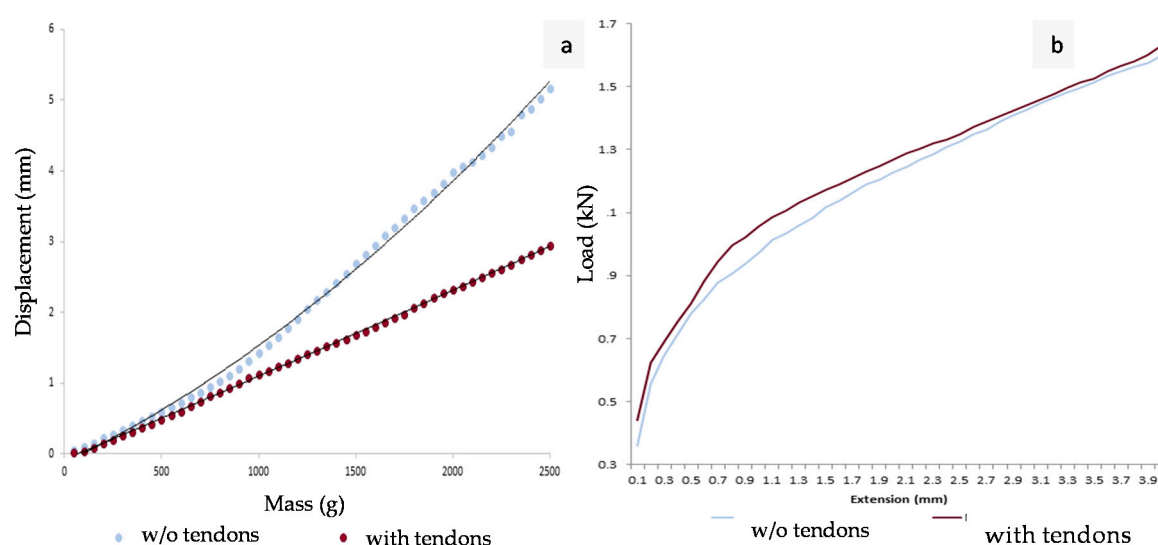 a
6
5
4
3
2
1
0
Displacement (mm)
0 500 1000 1500 2000 2500
Mass (g)
w/o tendons with tendons
b
1.7
1.5
1.3
.1
.9
0.7
0.5
0.3
Load (kN)
0.1 0.3 0.5 0.7 0.9 1.1 1.3 1.5 1.7 1.9 2.1 2.3 2.5 2.7 2.9 3.1 3.3 3.5 3.7 3.9
Extension (mm)
w/o tendons with tendons